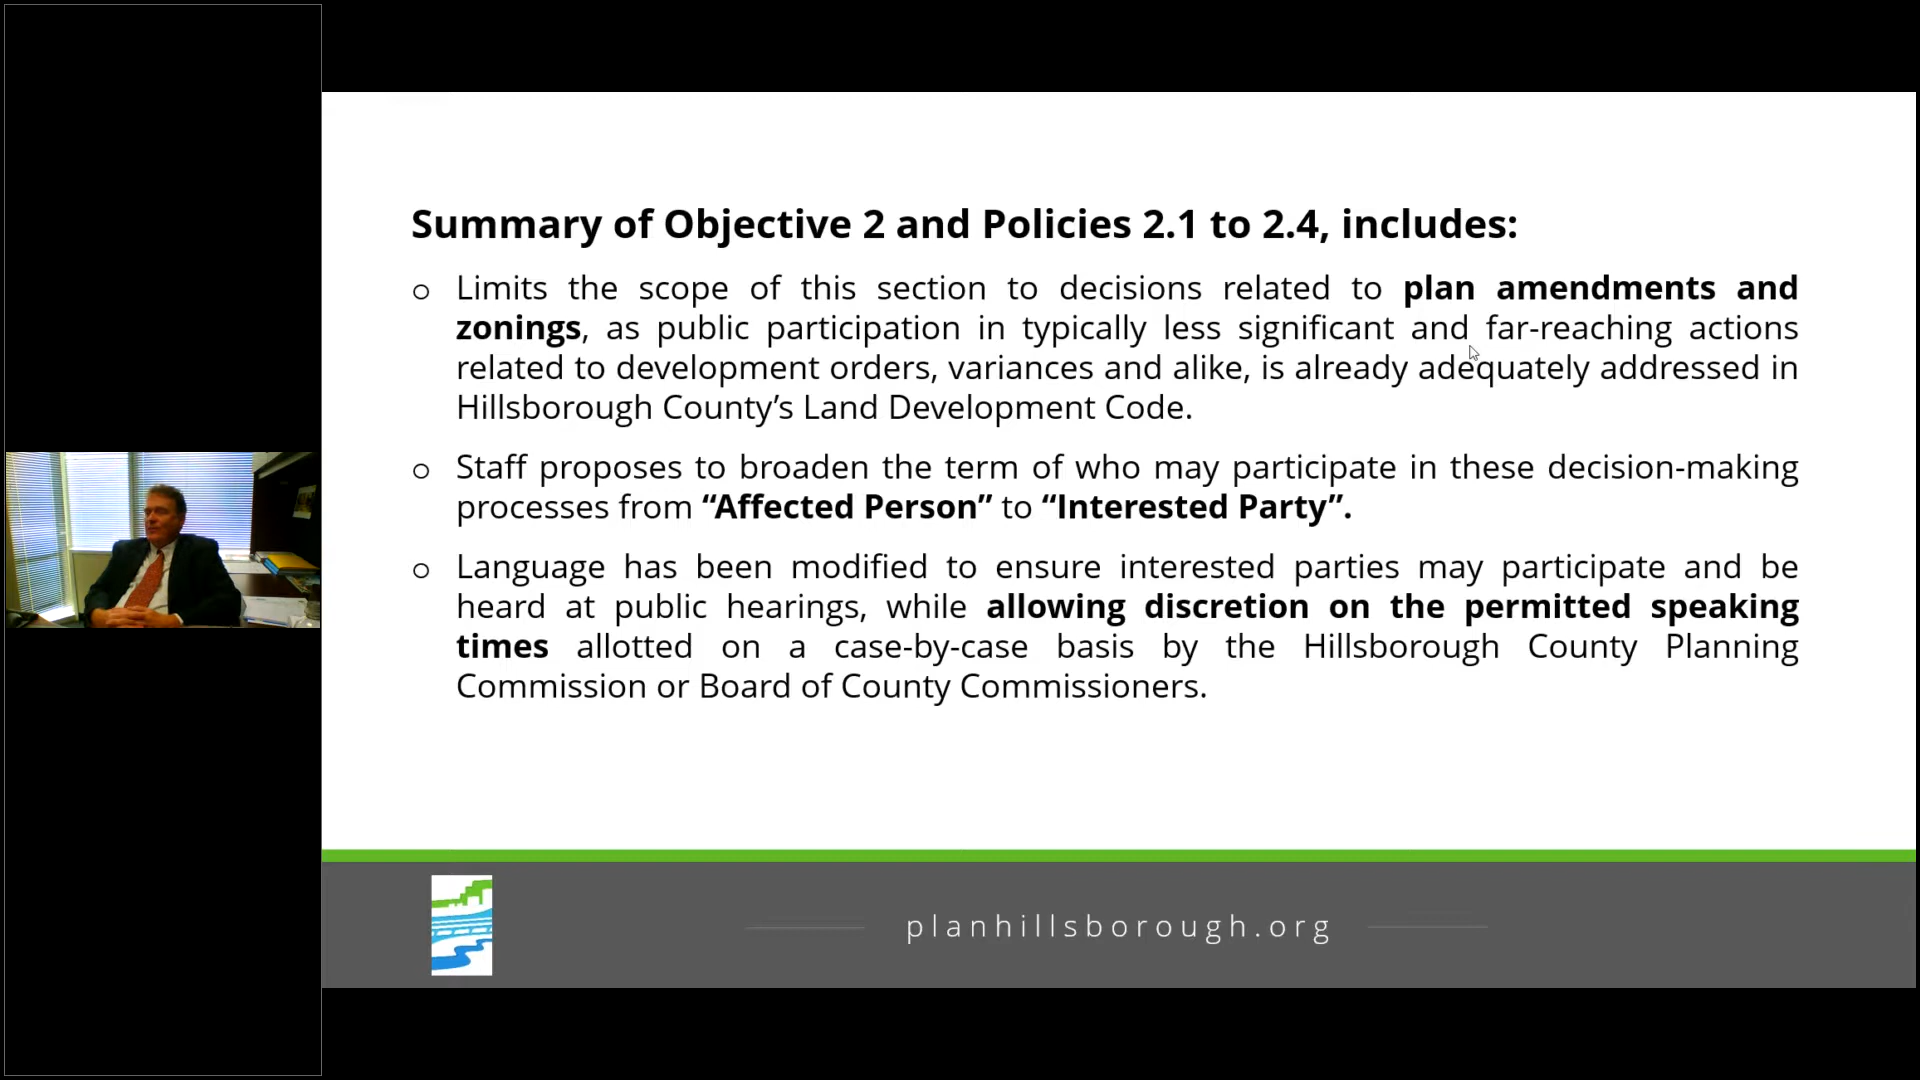 Summary of Objective 2 and Policies 2.1 to 2.4, includes:
o Limits the scope of this section to decisions related to plan amendments and
zonings, as public participation in typically less significant and far-reaching actions
related to development orders, variances and alike, is already adequately addressed in
Hillsborough County’s Land Development Code.
o Staff proposes to broaden the term of who may participate in these decision-making
processes from “Affected Person” to “Interested Party”.
o Language has been modified to ensure interested parties may participate and be
heard at public hearings, while allowing discretion on the permitted speaking
times allotted on a case-by-case basis by the Hillsborough County Planning
Commission or Board of County Commissioners.
planhillsborough.org